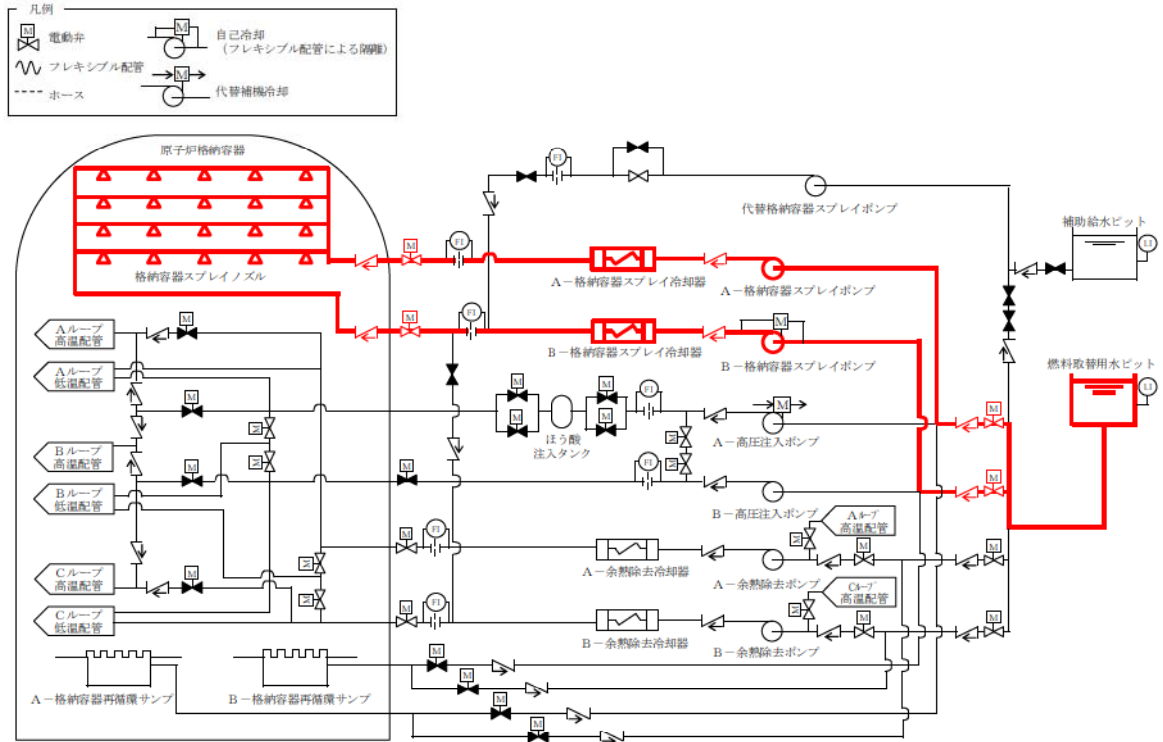 凡例
M
電動弁
フレキシブル配管
ホース
M
自己冷却
(フレキシブル配管による隔離)
M
代替補機冷却
原子炉格納容器
格納容器スプレイノズル
FI
代替格納容器スプレイポンプ
補助給水ピット
LI
M
FI
A－格納容器スプレイ冷却器
A－格納容器スプレイポンプ
M
FI
B－格納容器スプレイ冷却器
M
B－格納容器スプレイポンプ
燃料取替用水ピット
LI
Aループ
高温配管
M
Aループ
低温配管
M
M
M
ほう酸
注入タンク
M
M
FI
M
A－高圧注入ポンプ
M
M
M
Bループ
高温配管
M
M
M
M
FI
B－高圧注入ポンプ
M
Bループ
低温配管
M
M
FI
A－余熱除去冷却器
A－余熱除去ポンプ
Aループ
高温配管
M
M
M
Cループ
高温配管
M
M
Cループ
低温配管
M
FI
B－余熱除去冷却器
B－余熱除去ポンプ
Cループ
高温配管
M
M
M
A－格納容器再循環サンプ
B－格納容器再循環サンプ
M
M
M
M